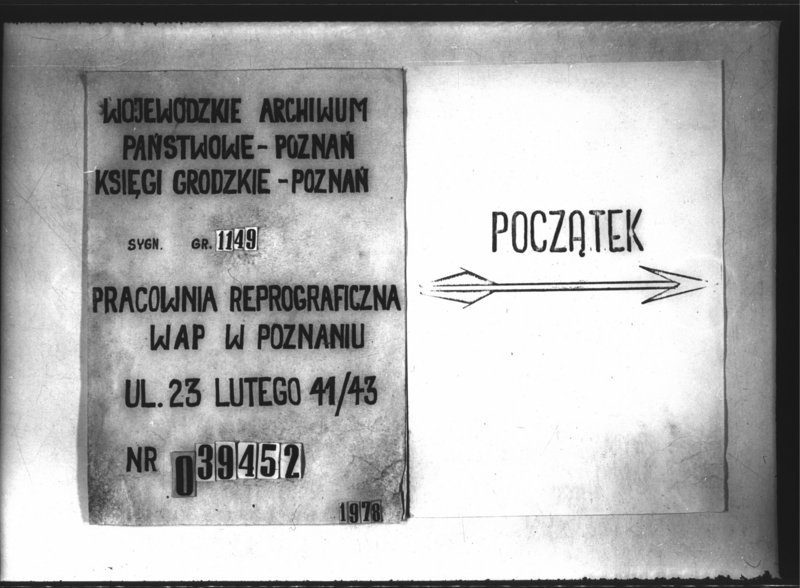 WOJEWÓDZKIE ARCHIWUM
PAŃSTWOWE - POZNAŃ
KSIĘGI GRODZKIE - POZNAŃ
SYGN. GR. 1149
PRACOWNIA REPROGRAFICZNA
WAP W POZNANIU
UL. 23 LUTEGO 41/43
NR 039452
1978
POCZĄTEK